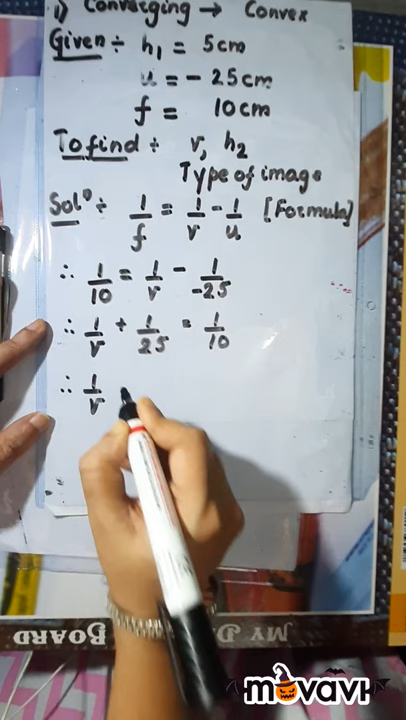 1) Converging → Convex
Given ÷ h₁ = 5cm
u = - 25cm
f = 10cm
To find ÷ v, h₂
Type of image
Solⁿ ÷ 1/f = 1/v - 1/u [Formula]
∴ 1/10 = 1/v - 1/-25
∴ 1/v + 1/25 = 1/10
∴ 1/v
BOARD
movavi